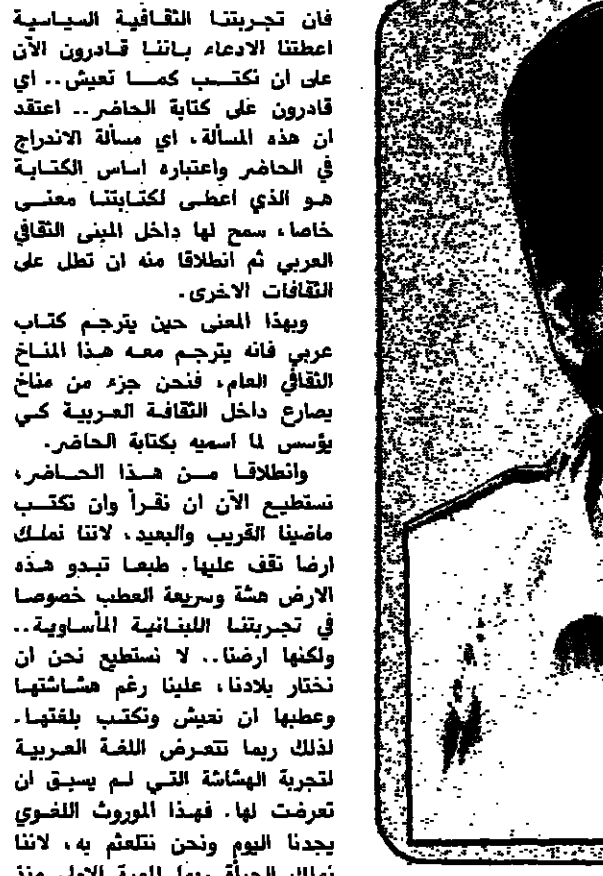 فان تجربتنا الثقافية السياسية
اعطتنا الادعاء باننا قادرون الآن
على ان نكتب كما نعيش.. اي
قادرون على كتابة الحاضر.. اعتقد
ان هذه المسألة، اي مسألة الاندراج
في الحاضر واعتباره اساس الكتابة
هو الذي اعطى لكتابتنا معنى
خاصا، سمح لها داخل المبنى الثقافي
العربي ثم انطلاقا منه ان تطل على
الثقافات الاخرى.
وبهذا المعنى حين يترجم كتاب
عربي فانه يترجم معه هذا المناخ
الثقافي العام، فنحن جزء من مناخ
يصارع داخل الثقافة العربية كي
يؤسس لما اسميه بكتابة الحاضر.
وانطلاقا من هذا الحاضر،
نستطيع الآن ان نقرأ وان نكتب
ماضينا القريب والبعيد، لاننا نملك
ارضا نقف عليها. طبعا تبدو هذه
الارض هشة وسريعة العطب خصوصا
في تجربتنا اللبنانية المأساوية..
ولكنها ارضنا.. لا نستطيع نحن ان
نختار بلادنا، علينا رغم هشاشتها
وعطبها ان نعيش ونكتب بلغتها.
لذلك ربما تتعرض اللغة العربية
لتجربة الهشاشة التي لم يسبق ان
تعرضت لها. فهذا الموروث اللغوي
يجدنا اليوم ونحن نتلعثم به، لاننا
نملك الجرأة ربما للمرة الاولى منذ